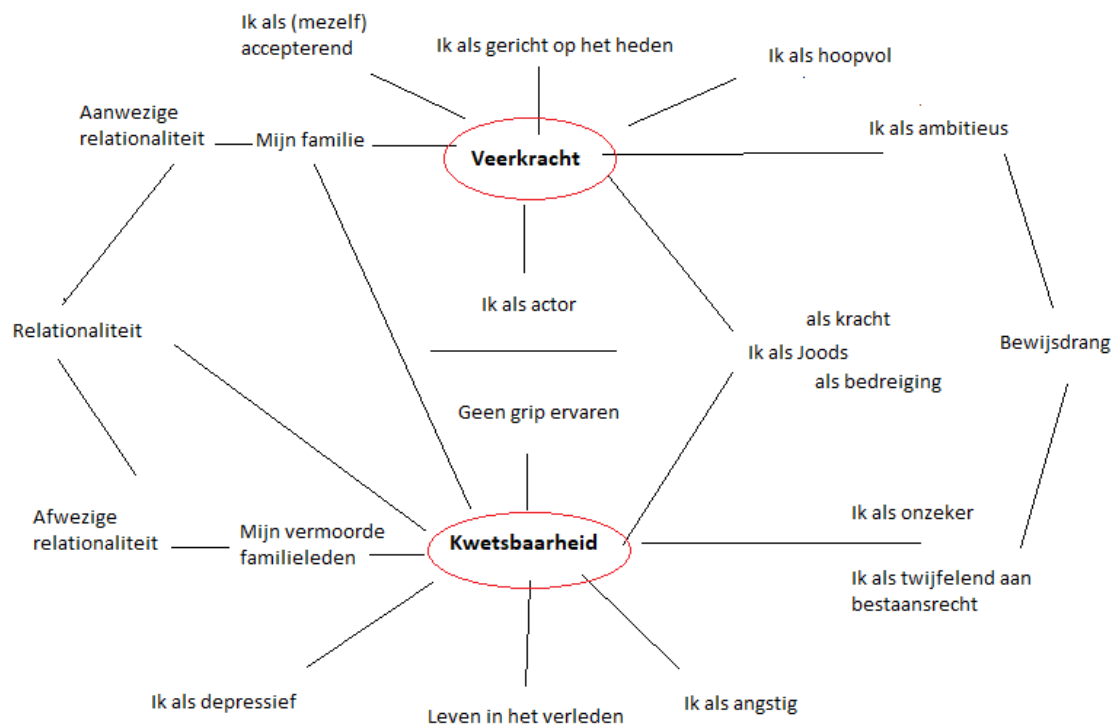 Ik als (mezelf)
accepterend
Ik als gericht op het heden
Ik als hoopvol
Aanwezige
relationaliteit
Mijn familie
Veerkracht
Ik als ambitieus
Ik als actor
Relationaliteit
als kracht
Ik als Joods
als bedreiging
Bewijsdrang
Geen grip ervaren
Afwezige
relationaliteit
Mijn vermoorde
familieleden
Kwetsbaarheid
Ik als onzeker
Ik als twijfelend aan
bestaansrecht
Ik als depressief
Leven in het verleden
Ik als angstig